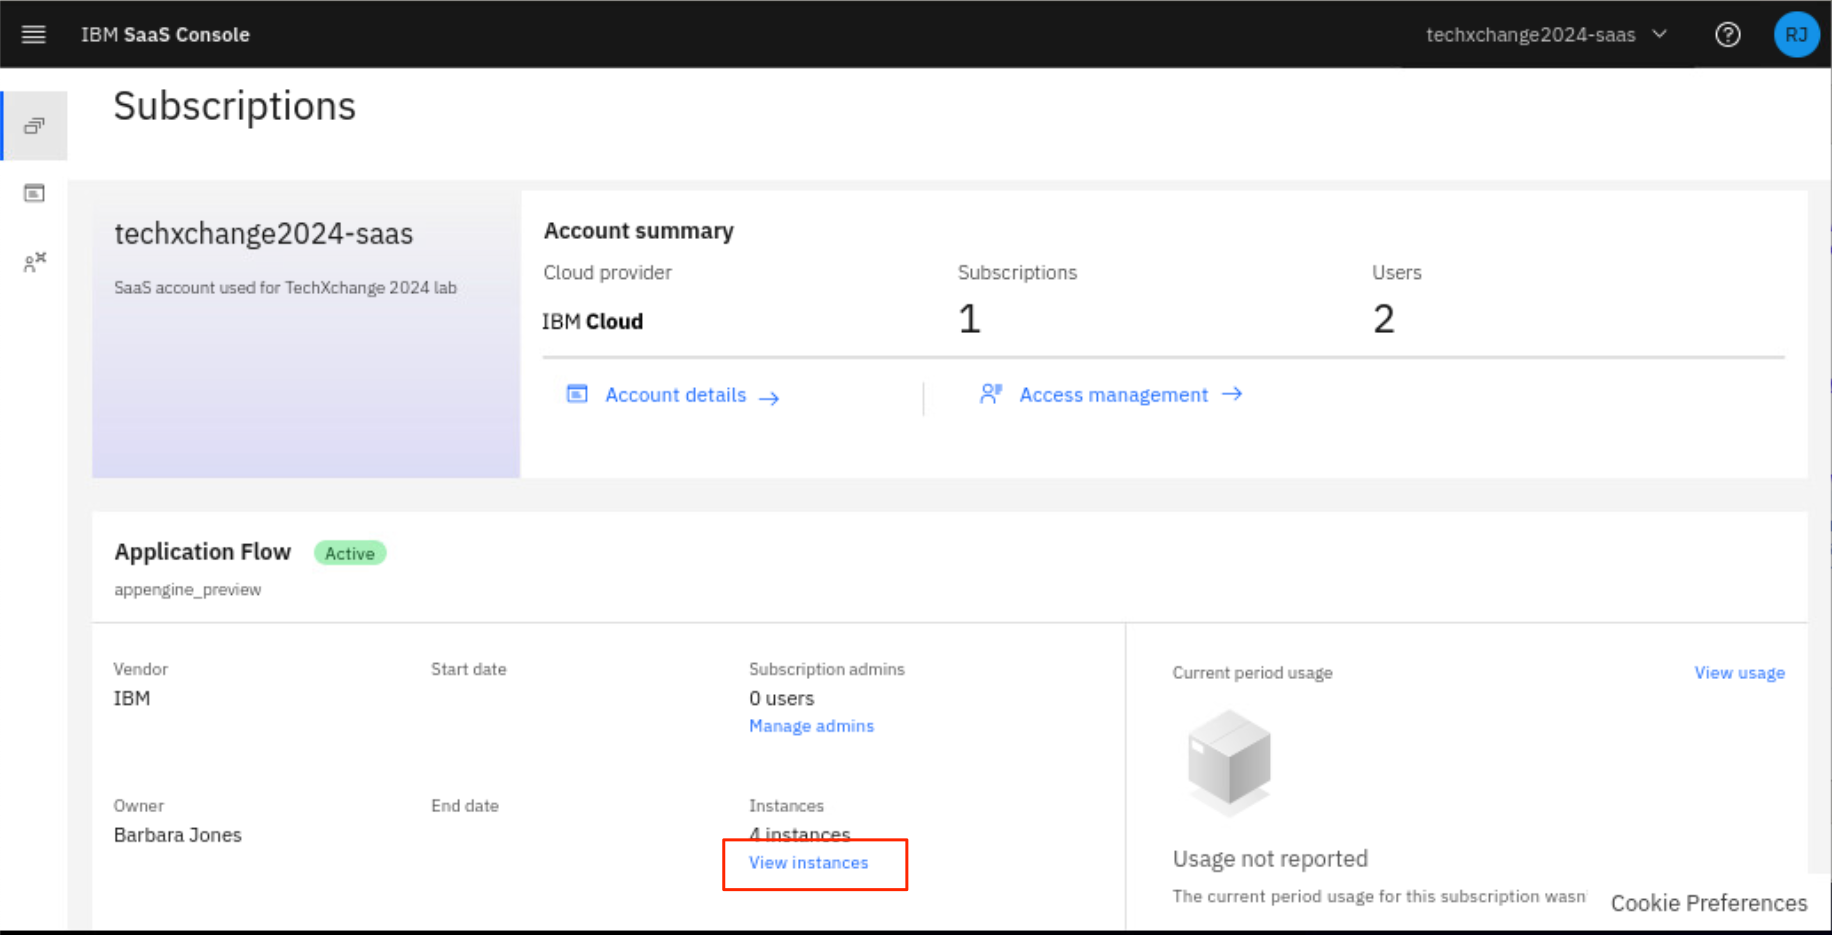 IBM SaaS Console
techxchange2024-saas
RJ
Subscriptions
techxchange2024-saas
SaaS account used for TechXchange 2024 lab
Account summary
Cloud provider
Subscriptions
Users
IBM Cloud
1
2
Account details
Access management
Application Flow
Active
appengine_preview
Vendor
Start date
Subscription admins
IBM
0 users
Manage admins
Owner
End date
Instances
Barbara Jones
4 instances
View instances
Current period usage
View usage
Usage not reported
The current period usage for this subscription wasn
Cookie Preferences